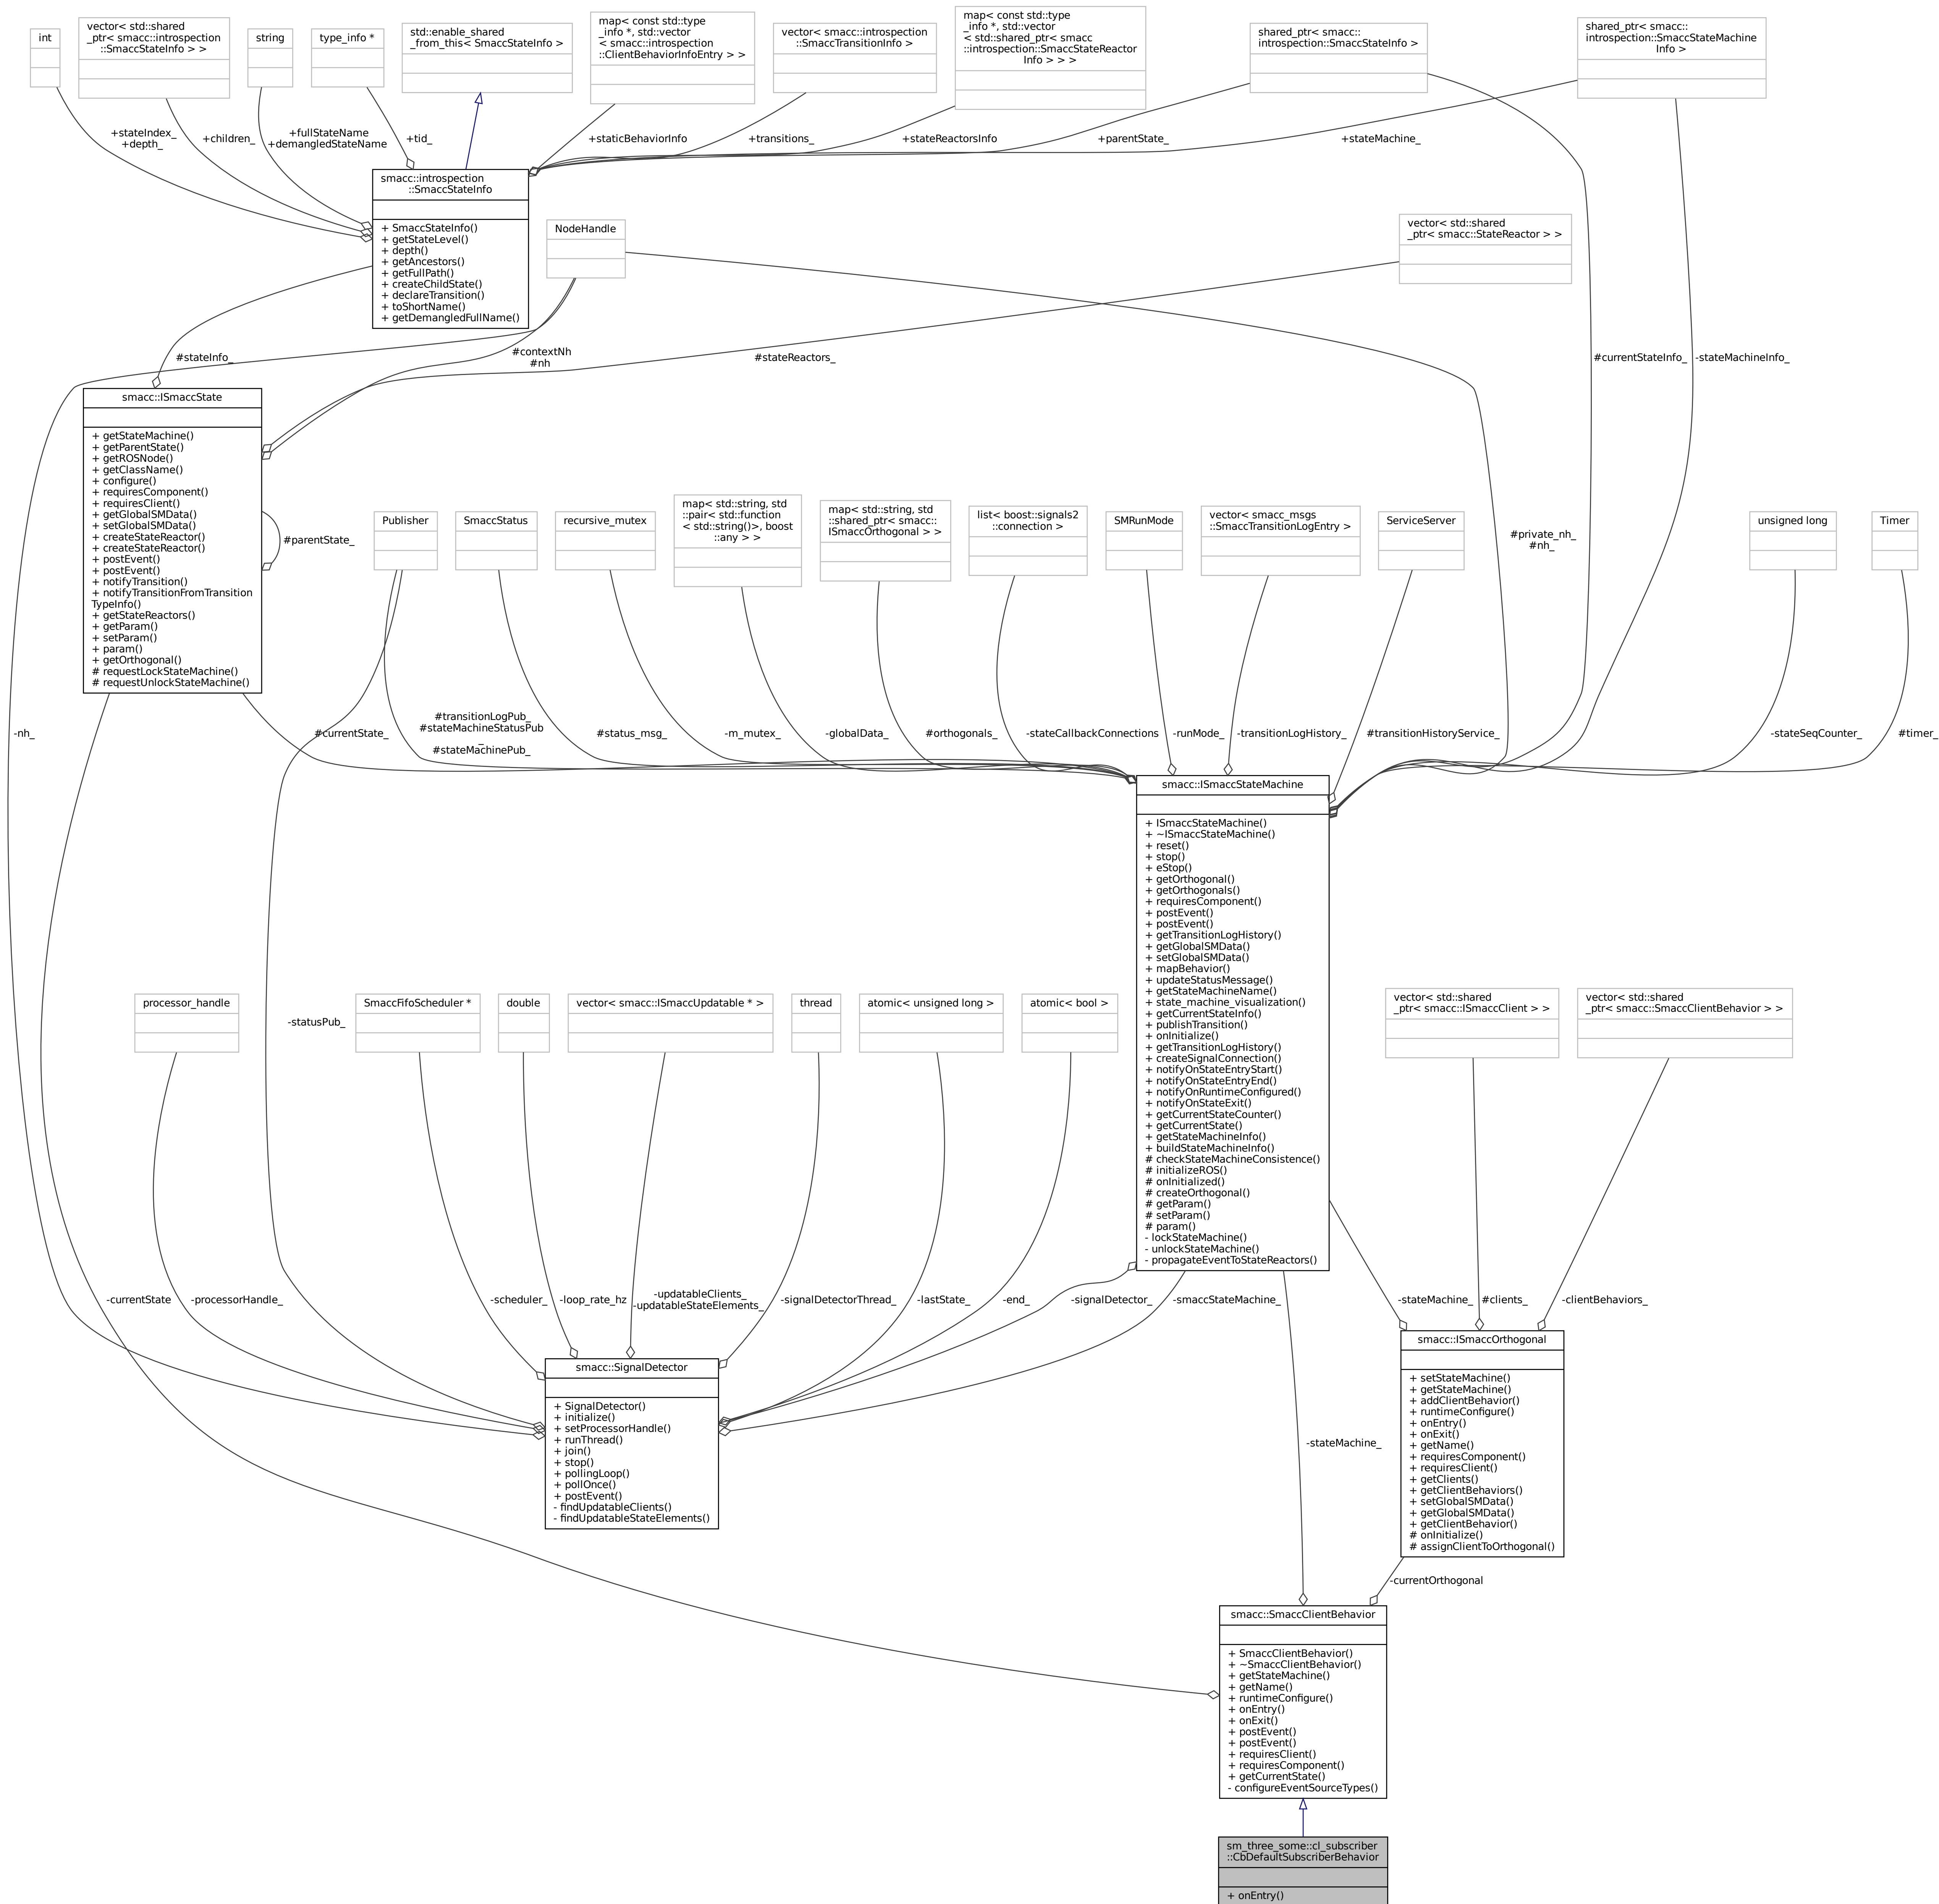 int
vector< std::shared
_ptr< smacc::introspection
::SmaccStateInfo > >
string
type_info *
std::enable_shared
_from_this< SmaccStateInfo >
map< const std::type
_info *, std::vector
< smacc::introspection
::ClientBehaviorInfoEntry > >
vector< smacc::introspection
::SmaccTransitionInfo >
map< const std::type
_info *, std::vector
< std::shared_ptr< smacc
::introspection::SmaccStateReactor
Info > > >
shared_ptr< smacc::
introspection::SmaccStateInfo >
shared_ptr< smacc::
introspection::SmaccStateMachine
Info >
+stateIndex_
+depth_
+children_
+fullStateName
+demangledStateName
+tid_
+staticBehaviorInfo
+transitions_
+stateReactorsInfo
+parentState_
+stateMachine_
smacc::introspection
::SmaccStateInfo
+ SmaccStateInfo()
+ getStateLevel()
+ depth()
+ getAncestors()
+ getFullPath()
+ createChildState()
+ declareTransition()
+ toShortName()
+ getDemangledFullName()
NodeHandle
vector< std::shared
_ptr< smacc::StateReactor > >
#stateInfo_
#contextNh
#nh
#stateReactors_
#currentStateInfo_
-stateMachineInfo_
smacc::ISmaccState
+ getStateMachine()
+ getParentState()
+ getROSNode()
+ getClassName()
+ configure()
+ requiresComponent()
+ requiresClient()
+ getGlobalSMData()
+ setGlobalSMData()
+ createStateReactor()
+ createStateReactor()
+ postEvent()
+ postEvent()
+ notifyTransition()
+ notifyTransitionFromTransition
TypeInfo()
+ getStateReactors()
+ getParam()
+ setParam()
+ param()
+ getOrthogonal()
# requestLockStateMachine()
# requestUnlockStateMachine()
#parentState_
Publisher
SmaccStatus
recursive_mutex
map< std::string, std
::pair< std::function
< std::string()>, boost
::any > >
map< std::string, std
::shared_ptr< smacc::
ISmaccOrthogonal > >
list< boost::signals2
::connection >
SMRunMode
vector< smacc_msgs
::SmaccTransitionLogEntry >
ServiceServer
#private_nh_
#nh_
unsigned long
Timer
-nh_
#currentState_
#transitionLogPub_
#stateMachineStatusPub
_
#stateMachinePub_
#status_msg_
-m_mutex_
-globalData_
#orthogonals_
-stateCallbackConnections
-runMode_
-transitionLogHistory_
#transitionHistoryService_
-stateSeqCounter_
#timer_
smacc::ISmaccStateMachine
+ ISmaccStateMachine()
+ ~ISmaccStateMachine()
+ reset()
+ stop()
+ eStop()
+ getOrthogonal()
+ getOrthogonals()
+ requiresComponent()
+ postEvent()
+ postEvent()
+ getTransitionLogHistory()
+ getGlobalSMData()
+ setGlobalSMData()
+ mapBehavior()
+ updateStatusMessage()
+ getStateMachineName()
+ state_machine_visualization()
+ getCurrentStateInfo()
+ publishTransition()
+ onInitialize()
+ getTransitionLogHistory()
+ createSignalConnection()
+ notifyOnStateEntryStart()
+ notifyOnStateEntryEnd()
+ notifyOnRuntimeConfigured()
+ notifyOnStateExit()
+ getCurrentStateCounter()
+ getCurrentState()
+ getStateMachineInfo()
+ buildStateMachineInfo()
# checkStateMachineConsistence()
# initializeROS()
# onInitialized()
# createOrthogonal()
# getParam()
# setParam()
# param()
- lockStateMachine()
- unlockStateMachine()
- propagateEventToStateReactors()
processor_handle
-statusPub_
SmaccFifoScheduler *
double
vector< smacc::ISmaccUpdatable * >
thread
atomic< unsigned long >
atomic< bool >
vector< std::shared
_ptr< smacc::ISmaccClient > >
vector< std::shared
_ptr< smacc::SmaccClientBehavior > >
-currentState
-processorHandle_
-scheduler_
-loop_rate_hz
-updatableClients_
-updatableStateElements_
-signalDetectorThread_
-lastState_
-end_
-signalDetector_
-smaccStateMachine_
-stateMachine_
#clients_
-clientBehaviors_
smacc::SignalDetector
+ SignalDetector()
+ initialize()
+ setProcessorHandle()
+ runThread()
+ join()
+ stop()
+ pollingLoop()
+ pollOnce()
+ postEvent()
- findUpdatableClients()
- findUpdatableStateElements()
-stateMachine_
smacc::ISmaccOrthogonal
+ setStateMachine()
+ getStateMachine()
+ addClientBehavior()
+ runtimeConfigure()
+ onEntry()
+ onExit()
+ getName()
+ requiresComponent()
+ requiresClient()
+ getClients()
+ getClientBehaviors()
+ setGlobalSMData()
+ getGlobalSMData()
+ getClientBehavior()
# onInitialize()
# assignClientToOrthogonal()
-currentOrthogonal
smacc::SmaccClientBehavior
+ SmaccClientBehavior()
+ ~SmaccClientBehavior()
+ getStateMachine()
+ getName()
+ runtimeConfigure()
+ onEntry()
+ onExit()
+ postEvent()
+ postEvent()
+ requiresClient()
+ requiresComponent()
+ getCurrentState()
- configureEventSourceTypes()
sm_three_some::cl_subscriber
::CbDefaultSubscriberBehavior
+ onEntry()